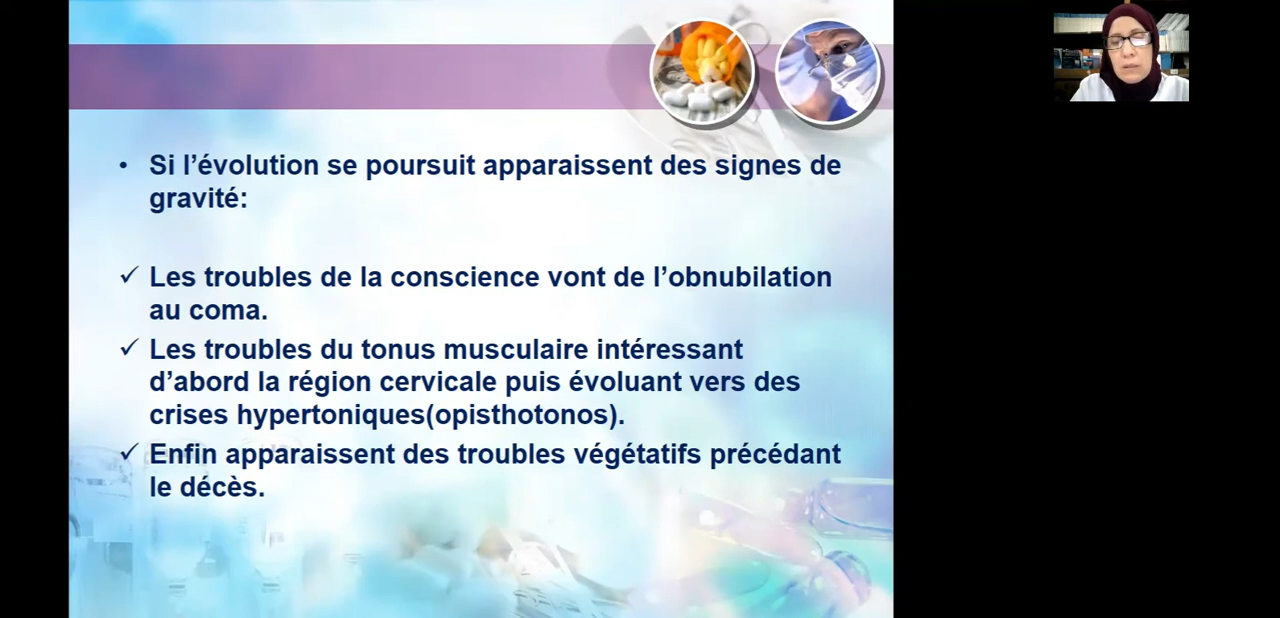 • Si l’évolution se poursuit apparaissent des signes de
gravité:
✓ Les troubles de la conscience vont de l’obnubilation
au coma.
✓ Les troubles du tonus musculaire intéressant
d’abord la région cervicale puis évoluant vers des
crises hypertoniques(opisthotonos).
✓ Enfin apparaissent des troubles végétatifs précédant
le décès.